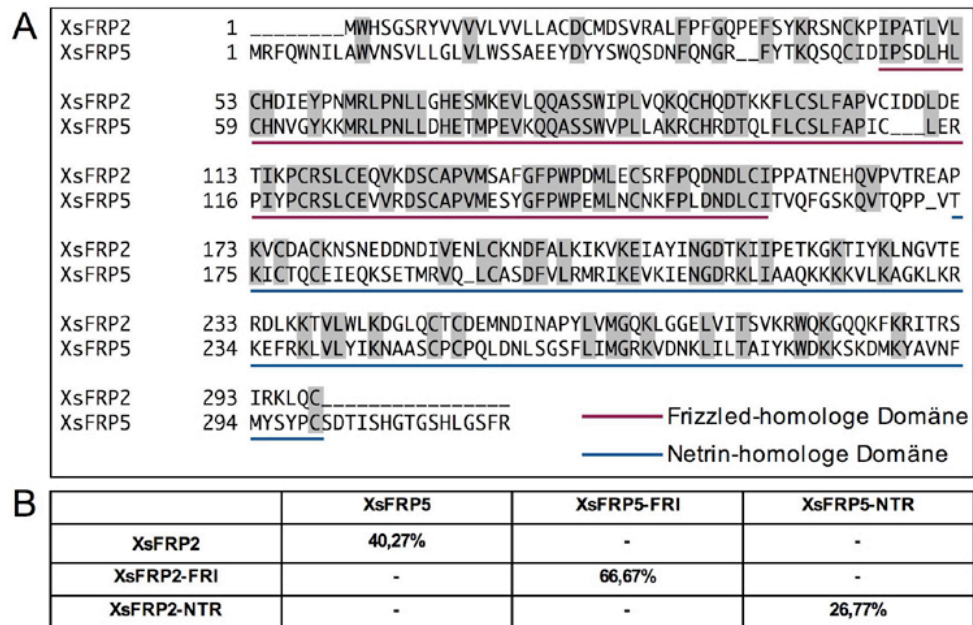 A
XsFRP2 1 ________MWHSGSRYVVVVLVVLLACDCMDSVRALFPFGQPEFSYKRSNCKPIPATLVL
XsFRP5 1 MRFQWNILAWVNSVLLGLVLWSSAEEYDYYSWQSDNFQNGR__FYTKQSQCIDIPSDLHL
XsFRP2 53 CHDIEYPNMRLPNLLGHESMKEVLQQASSWIPLVQKQCHQDTKKFLCSLFAPVCIDDLDE
XsFRP5 59 CHNVGYKKMRLPNLLDHETMPEVKQQASSWVPLLAKRCHRDTQLFLCSLFAPIC___LER
XsFRP2 113 TIKPCRSLCEQVKDSCAPVMSAFGFPWPDMLECSRFPQDNDLCIPPATNEHQVPVTREAP
XsFRP5 116 PIYPCRSLCEVVRDSCAPVMESYGFPWPEMLNCNKFPLDNDLCITVQFGSKQVTQPP_VT
XsFRP2 173 KVCDACKNSNEDDNDIVENLCKNDFALKIKVKEIAYINGDTKIIPETKGKTIYKLNGVTE
XsFRP5 175 KICTQCEIEQKSETMRVQ_LCASDFVLRMRIKEVKIENGDRKLIAAQKKKKVLKAGKLKR
XsFRP2 233 RDLKKTVLWLKDGLQCTCDEMNDINAPYLVMGQKLGGELVITSVKRWQKGQQKFKRITRS
XsFRP5 234 KEFRKLVLYIKNAASCPCPQLDNLSGSFLIMGRKVDNKLILTAIYKWDKKSKDMKYAVNF
XsFRP2 293 IRKLQC________________
XsFRP5 294 MYSYPCSDTISHGTGSHLGSFR
Frizzled-homologe Domäne
Netrin-homologe Domäne
B
XsFRP5 XsFRP5-FRI XsFRP5-NTR
XsFRP2 40,27% - -
XsFRP2-FRI - 66,67% -
XsFRP2-NTR - - 26,77%